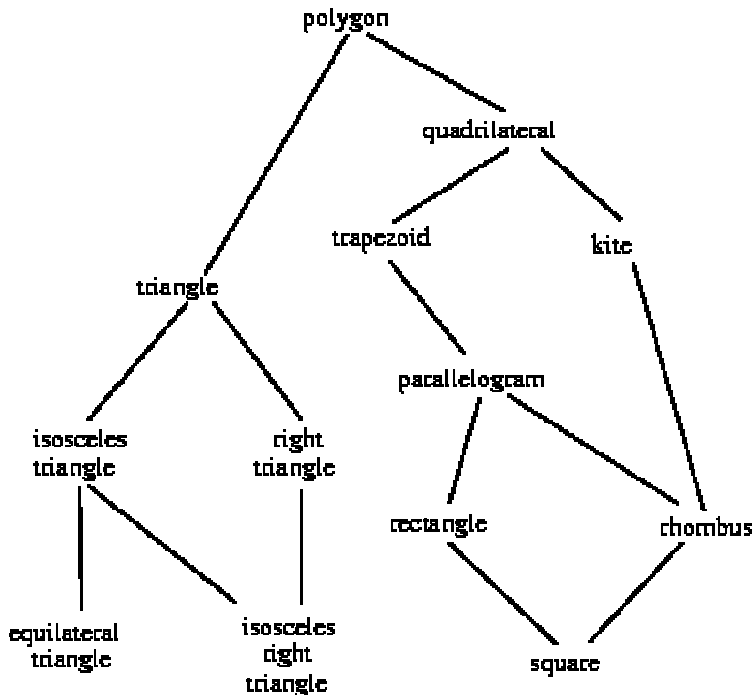 polygon
quadrilateral
trapezoid
kite
triangle
parallelogram
isosceles
triangle
right
triangle
rectangle
rhombus
equilateral
triangle
isosceles
right
triangle
square